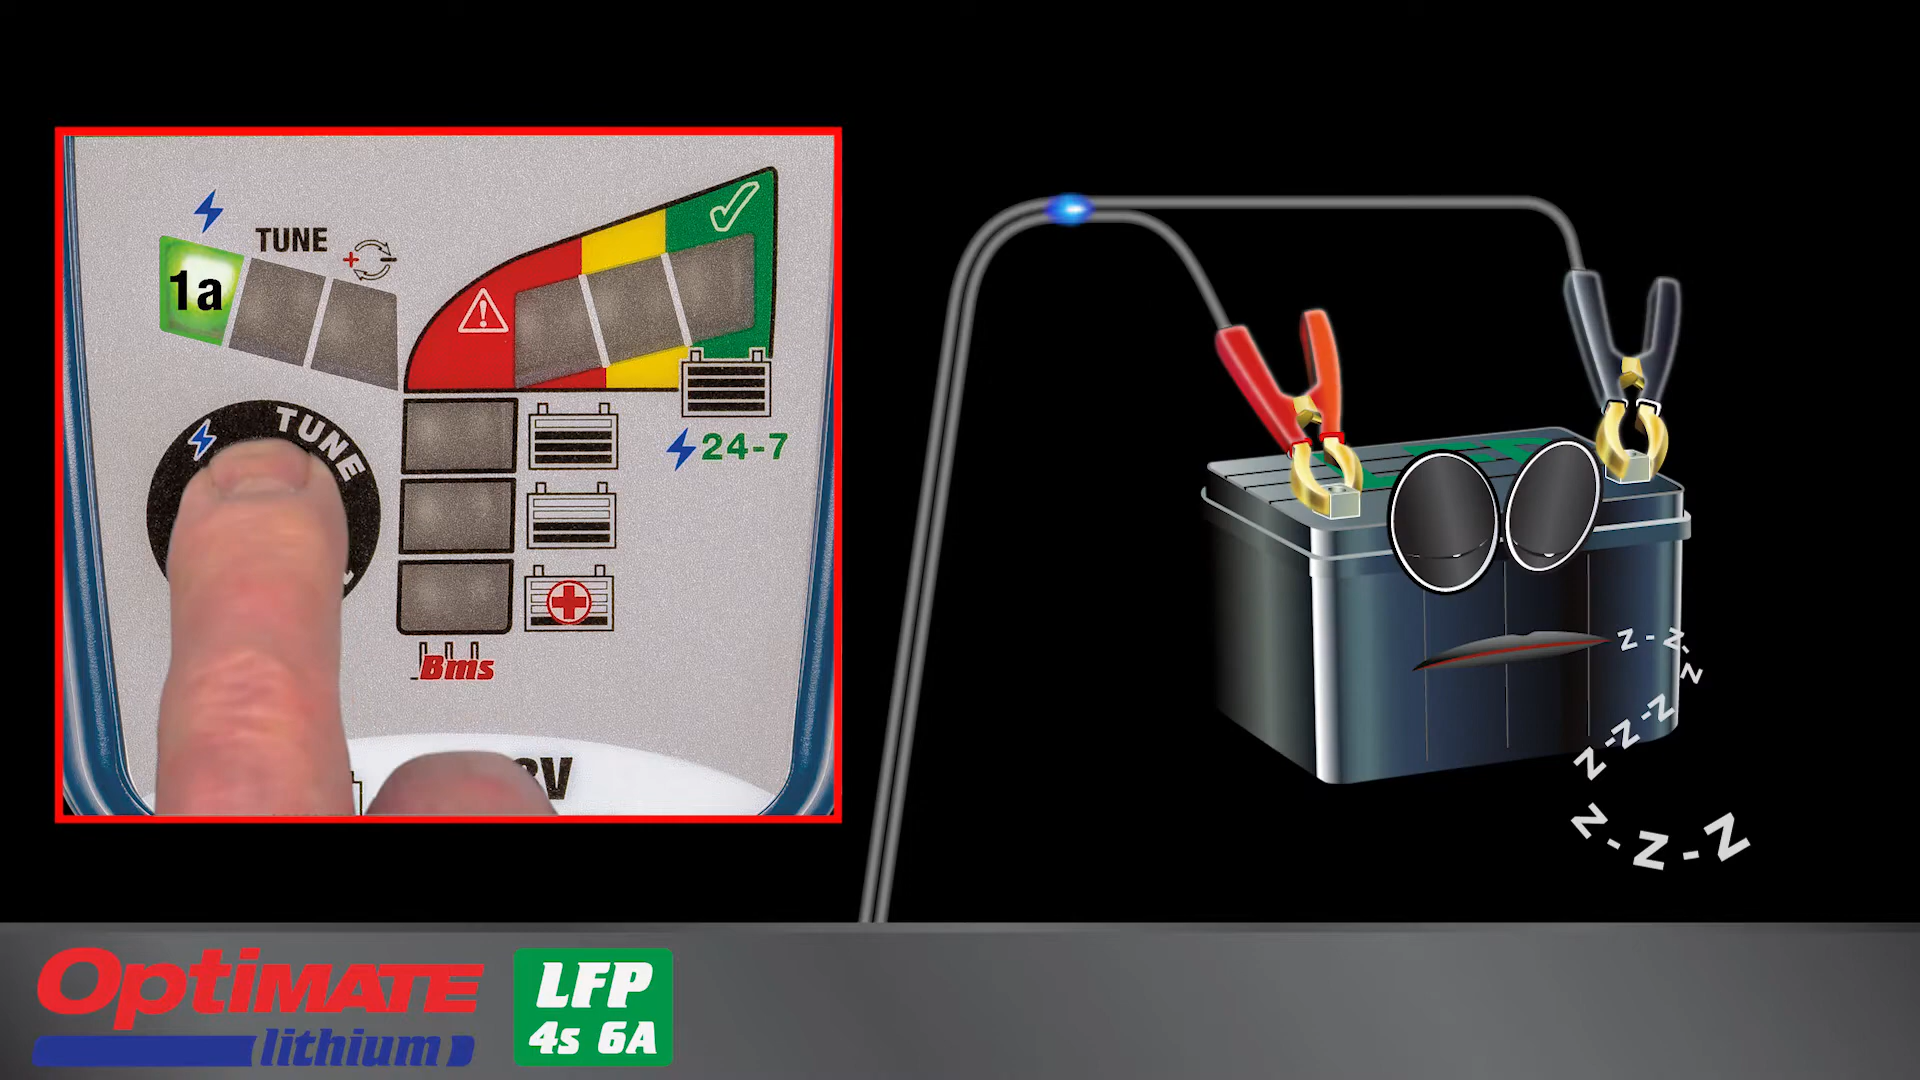 TUNE
1a
TUNE
24-7
Bms
V
z-z-z
z-z-z
z-z-z
OptiMATE
lithium
LFP
4s 6A